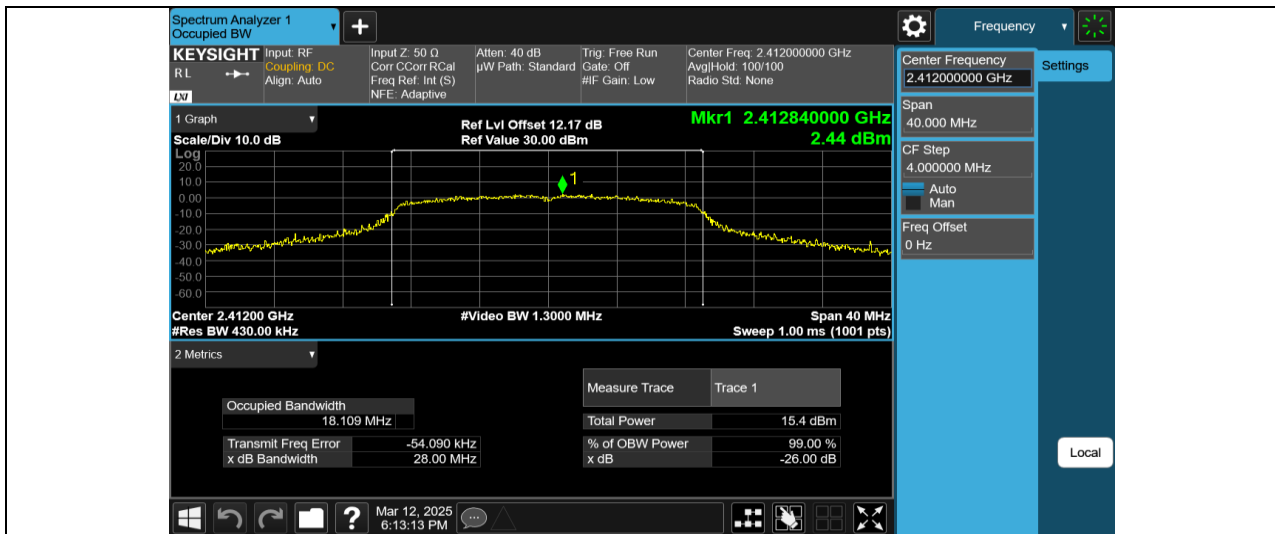 Spectrum Analyzer 1
Occupied BW
+
Frequency
KEYSIGHT
R L
LXI
Input: RF
Coupling: DC
Align: Auto
Input Z: 50 Ω
Corr CCorr RCal
Freq Ref: Int (S)
NFE: Adaptive
Atten: 40 dB
µW Path: Standard
Trig: Free Run
Gate: Off
#IF Gain: Low
Center Freq: 2.412000000 GHz
Avg|Hold: 100/100
Radio Std: None
Center Frequency
2.412000000 GHz
Settings
Span
40.000 MHz
CF Step
4.000000 MHz
Auto
Man
Freq Offset
0 Hz
Local
1 Graph
Scale/Div 10.0 dB
Ref Lvl Offset 12.17 dB
Ref Value 30.00 dBm
Mkr1 2.412840000 GHz
2.44 dBm
Log
20.0
10.0
0.00
-10.0
-20.0
-30.0
-40.0
-50.0
-60.0
1
Center 2.41200 GHz
#Res BW 430.00 kHz
#Video BW 1.3000 MHz
Span 40 MHz
Sweep 1.00 ms (1001 pts)
2 Metrics
Measure Trace Trace 1
Occupied Bandwidth
18.109 MHz
Total Power 15.4 dBm
Transmit Freq Error -54.090 kHz
% of OBW Power 99.00 %
x dB Bandwidth 28.00 MHz
x dB -26.00 dB
?
Mar 12, 2025
6:13:13 PM